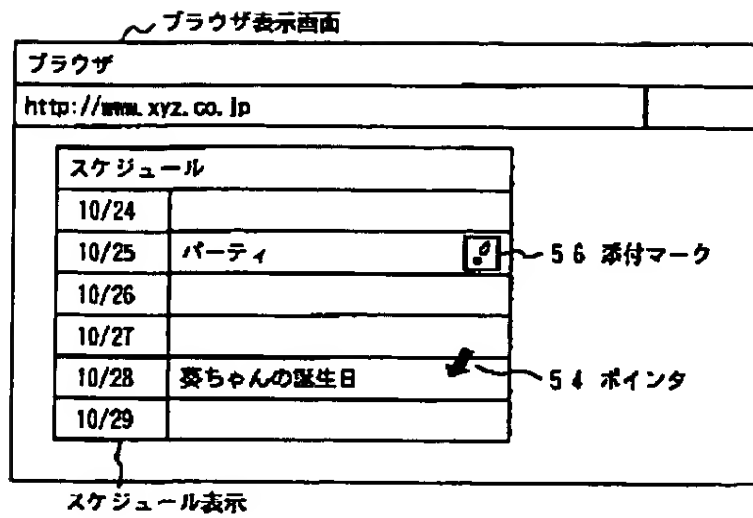 ブラウザ表示画面
ブラウザ
http://www.xyz.co.jp
スケジュール
10/24
10/25 パーティ 56 添付マーク
10/26
10/27
10/28 葵ちゃんの誕生日 54 ポインタ
10/29
スケジュール表示